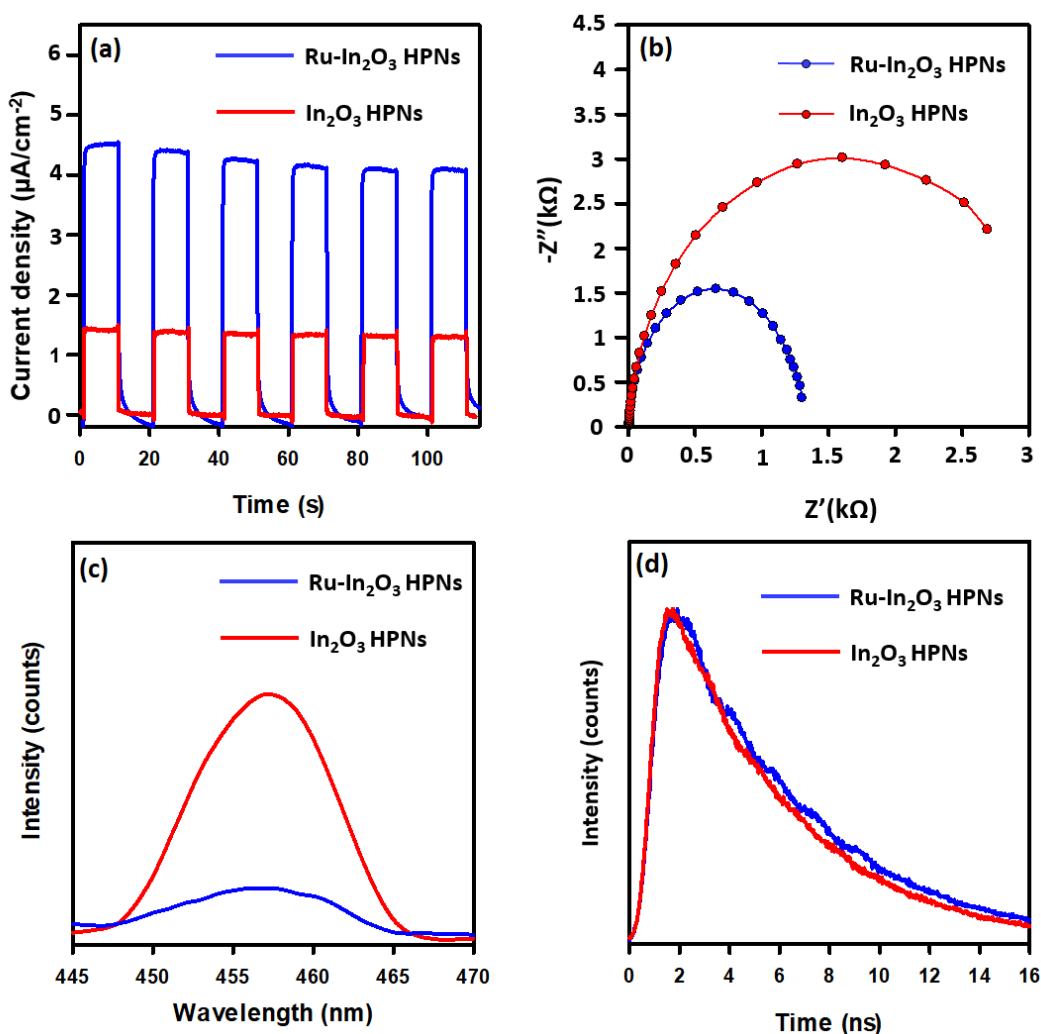 (a)
Ru-In₂O₃ HPNs
In₂O₃ HPNs
Current density (µA/cm⁻²)
6
5
4
3
2
1
0
0 20 40 60 80 100
Time (s)
(b)
Ru-In₂O₃ HPNs
In₂O₃ HPNs
-Z″(kΩ)
-4.5
4
3.5
3
2.5
2
1.5
1
0.5
0
0 0.5 1 1.5 2 2.5 3
Z’(kΩ)
(c)
Ru-In₂O₃ HPNs
In₂O₃ HPNs
Intensity (counts)
445 450 455 460 465 470
Wavelength (nm)
(d)
Ru-In₂O₃ HPNs
In₂O₃ HPNs
Intensity (counts)
0 2 4 6 8 10 12 14 16
Time (ns)